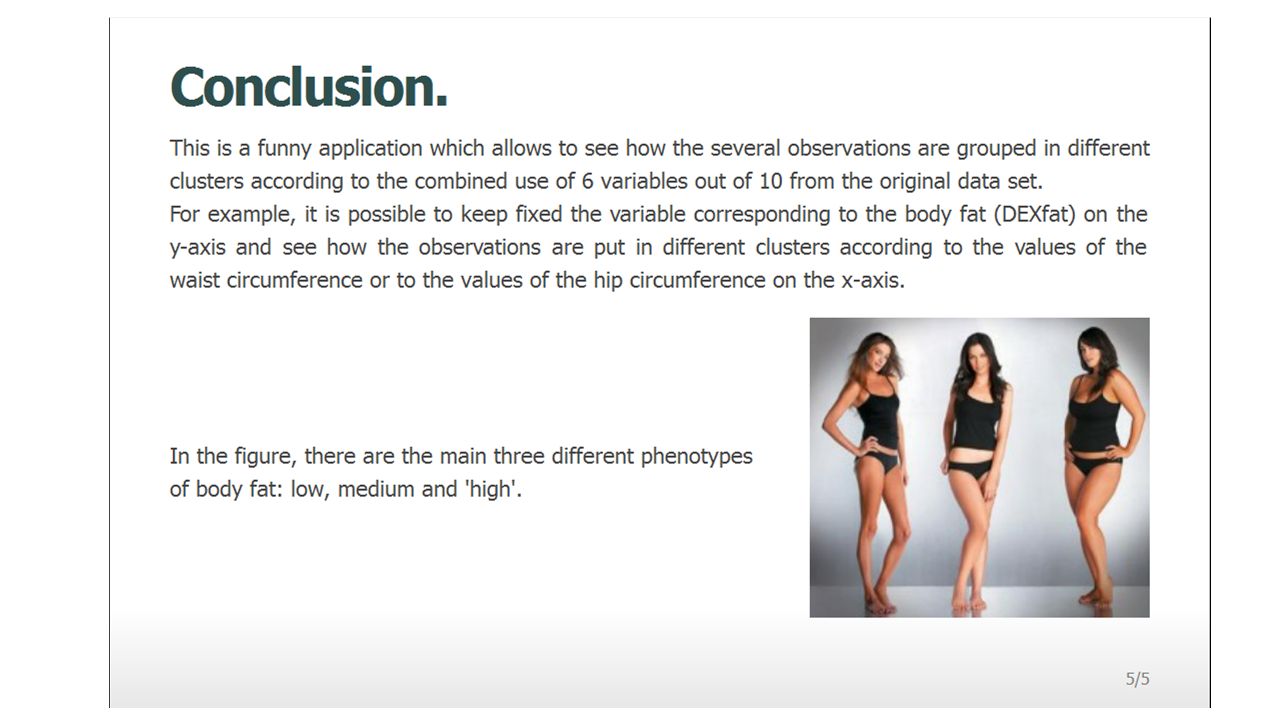 Conclusion.
This is a funny application which allows to see how the several observations are grouped in different
clusters according to the combined use of 6 variables out of 10 from the original data set.
For example, it is possible to keep fixed the variable corresponding to the body fat (DEXfat) on the
y-axis and see how the observations are put in different clusters according to the values of the
waist circumference or to the values of the hip circumference on the x-axis.
In the figure, there are the main three different phenotypes
of body fat: low, medium and 'high'.
5/5